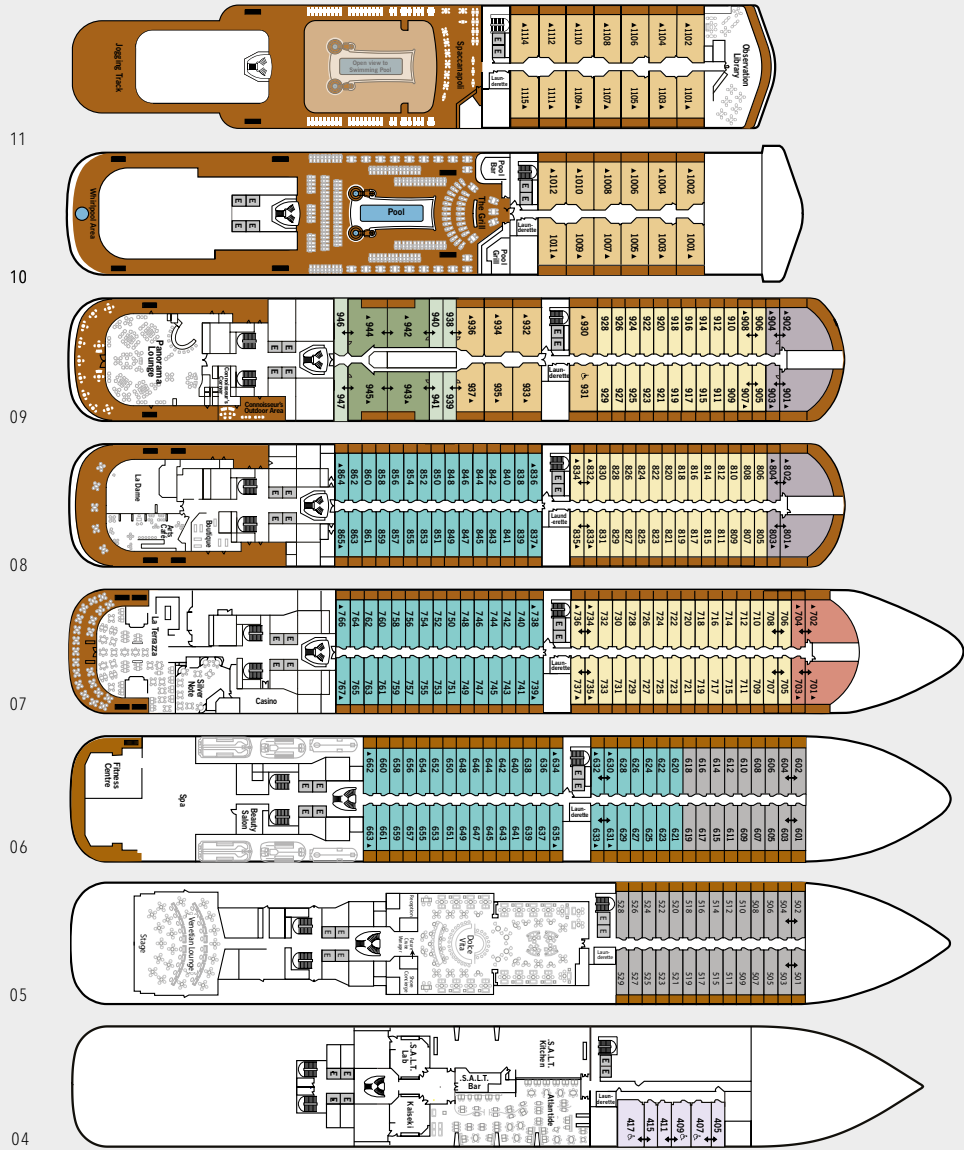 11
Jogging Track
Open view to
Swimming Pool
Spaccanapoli
E
E
Laun-
derette
1114
1112
1110
1108
1106
1104
1102
1115
1111
1109
1107
1105
1103
1101
Observation
Library
10
Whirlpool Area
E
E
E
E
Pool
The Grill
Pool
Bar
Pool
Grill
E
E
Laun-
derette
1012
1010
1008
1006
1004
1002
1011
1009
1007
1005
1003
1001
09
Panorama
Lounge
Connoisseur's
Corner
Connoisseur's
Outdoor Area
E
E
E
E
946
944
942
940
938
936
934
932
947
945
943
941
939
937
935
933
E
E
Laun-
derette
930
928
926
924
922
920
918
916
914
912
910
908
906
904
902
931
929
927
925
923
921
919
917
915
911
909
907
905
903
901
08
La Dame
Arts
Café
Boutique
E
E
E
E
864
862
860
858
856
854
852
850
848
846
844
842
840
838
836
865
863
861
859
857
855
853
851
849
847
845
843
841
839
837
E
E
Laund
-erette
834
832
830
828
826
824
822
820
818
816
814
812
810
808
806
804
802
835
833
831
829
827
825
823
821
819
817
815
811
809
807
805
803
801
07
La Terrazza
Silver
Note
Casino
E
E
E
E
766
764
762
760
758
756
754
752
750
748
746
744
742
740
738
767
765
763
761
759
757
755
753
751
749
747
745
743
741
739
E
E
Laun-
derette
736
734
732
730
728
726
724
722
720
718
716
714
712
710
708
706
704
702
737
735
733
731
729
727
725
723
721
719
717
715
711
709
707
705
703
701
06
Fitness
Centre
Spa
Beauty
Salon
E
E
E
E
662
660
658
656
654
652
650
648
646
644
642
640
638
636
634
663
661
659
657
655
653
651
649
647
645
643
641
639
637
635
E
E
Laun-
derette
632
630
628
626
624
622
620
618
616
614
612
610
608
606
604
602
633
631
629
627
625
623
621
619
617
615
611
609
607
605
603
601
05
Stage
Venetian Lounge
E
E
E
E
Reception
Future
Cruise
Manager
Shore
Concierge
Dolce
Vita
E
E
Laun-
derette
528
526
524
522
520
518
516
514
512
510
508
506
504
502
529
527
525
523
521
519
517
515
511
509
507
505
503
501
04
E
E
E
E
S.A.L.T.
Lab
Kaiseki
S.A.L.T.
Bar
S.A.L.T.
Kitchen
Atlantide
E
E
Laun-
derette
417
415
411
409
407
405